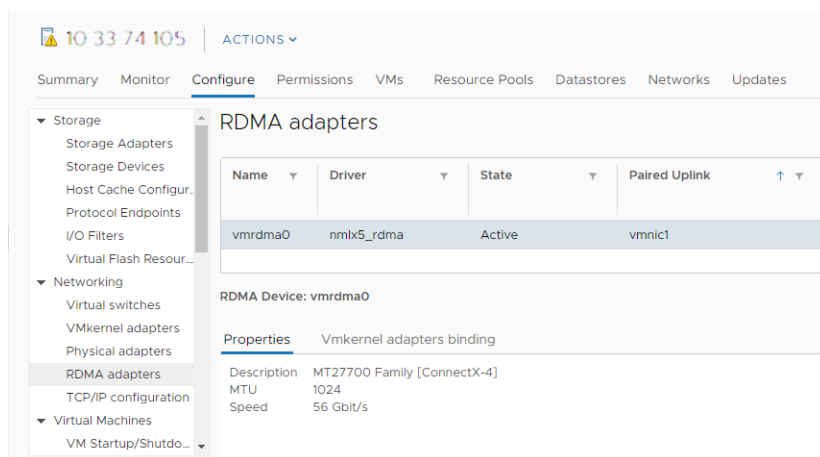 10 33 74 105 ACTIONS
Summary Monitor Configure Permissions VMs Resource Pools Datastores Networks Updates
Storage
Storage Adapters
Storage Devices
Host Cache Configur..
Protocol Endpoints
I/O Filters
Virtual Flash Resour...
Networking
Virtual switches
VMkernel adapters
Physical adapters
RDMA adapters
TCP/IP configuration
Virtual Machines
VM Startup/Shutdo...
RDMA adapters
Name Driver State Paired Uplink
vmrdma0 nmlx5_rdma Active vmnic1
RDMA Device: vmrdma0
Properties Vmkernel adapters binding
Description MT27700 Family [ConnectX-4]
MTU 1024
Speed 56 Gbit/s